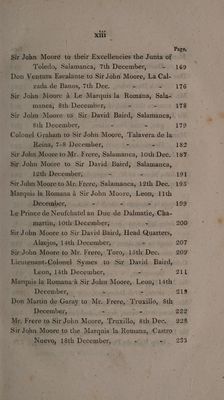 xiii
Page.
Sir John Moore to their Excellencies the Junta of
Toledo, Salamanca, 7th December, - 169
Don Ventura Escalante to Sir John Moore, La Cal-
zada de Banos, 7th Dec. - - 176
Sir John Moore à Le Marquis la Romana, Sala-
manca, 8th December, - - 178
Sir John Moore to Sir David Baird, Salamanca,
8th December, - - 179
Colonel Graham to Sir John Moore, Talavera de la
Reina, 7-8 December, - - 182
Sir John Moore to Mr. Frere, Salamanca, 10th Dec. 187
Sir John Moore to Sir David Baird, Salamanca,
12th December, - - 191
Sir John Moore to Mr. Frere, Salamanca, 12th Dec. 195
Marquis la Romana à Sir John Moore, Leon, 11th
December, - - - 199
Le Prince de Neufchatel au Duc de Dalmatie, Cha-
martin, 10th December, - - 200
Sir John Moore to Sir David Baird, Head Quarters,
Alaejos, 14th December, - - 207
Sir John Moore to Mr. Frere, Toro, 15th Dec. 209
Lieutenant-Colonel Symes to Sir David Baird,
Leon, 14th December, - - 211
Marquis la Romana à Sir John Moore, Leon, 14th
December, - - - 218
Don Martin de Garay to Mr. Frere, Truxillo, 8th
December, - - - 222
Mr. Frere to Sir John Moore, Truxillo, 8th Dec. 228
Sir John Moore to the Marquis la Romana, Castro
Nuevo, 18th December, - - 233